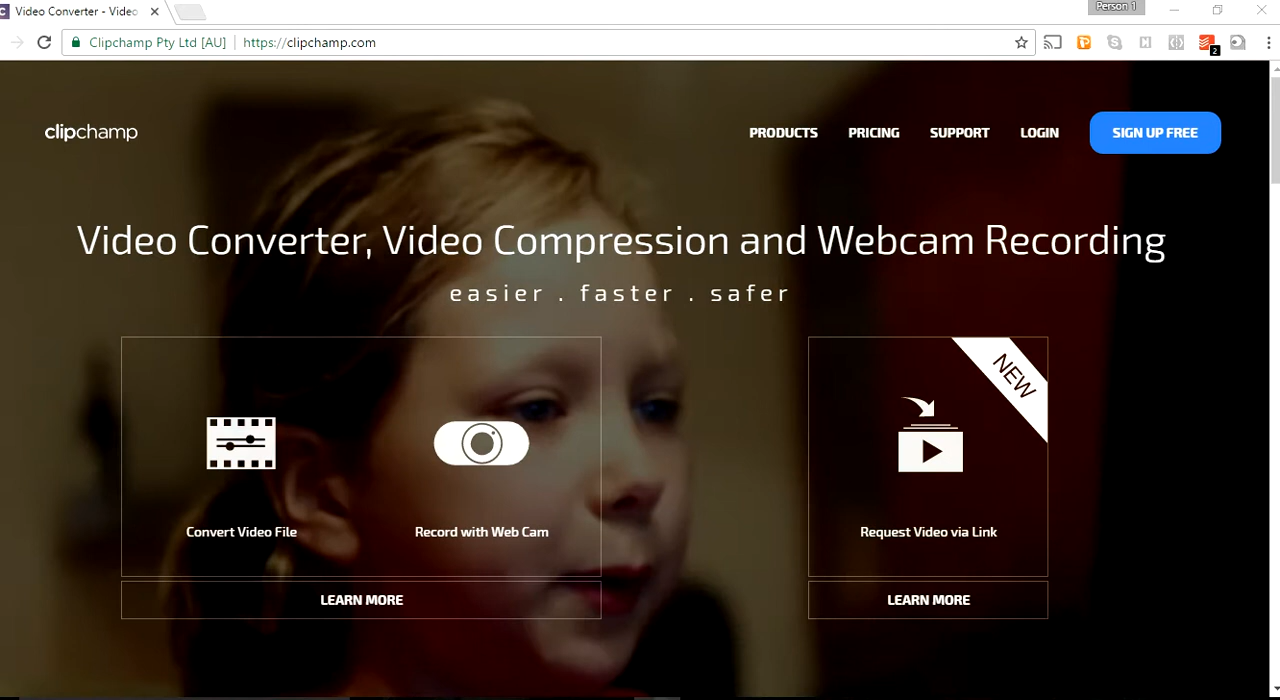 Video Converter - Video
Person 1
Clipchamp Pty Ltd [AU]
https://clipchamp.com
2
clipchamp
PRODUCTS
PRICING
SUPPORT
LOGIN
SIGN UP FREE
Video Converter, Video Compression and Webcam Recording
easier . faster . safer
NEW
Convert Video File
Record with Web Cam
Request Video via Link
LEARN MORE
LEARN MORE